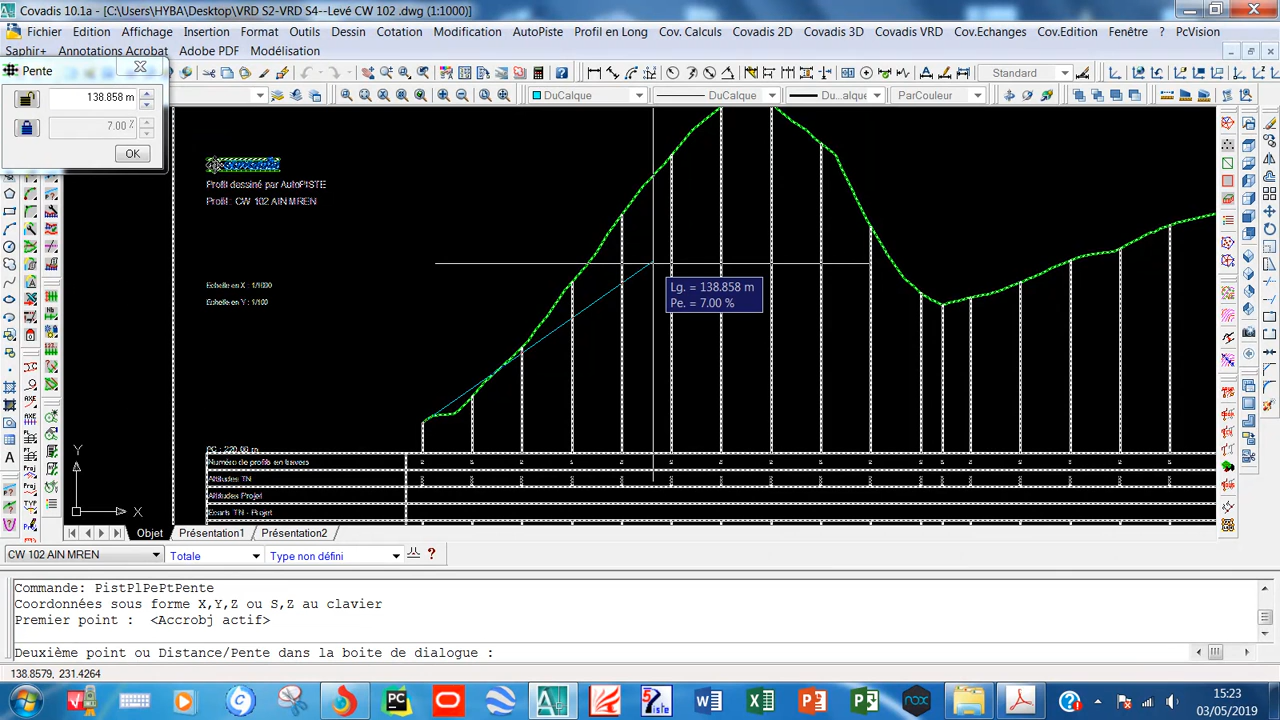 Covadis 10.1a - [C:\Users\HYBA\Desktop\VRD S2-VRD S4--Levé CW 102 .dwg (1:1000)]
Fichier Edition Affichage Insertion Format Outils Dessin Cotation Modification AutoPiste Profil en Long Cov. Calculs Covadis 2D Covadis 3D Covadis VRD Cov.Echanges Fenêtre ? PcVision
Saphir+ Annotations Acrobat Adobe PDF Modélisation
Pente
138.858 m
7.00 %
OK
Standard
DuCalque DuCalque Du...alque ParCouleur
Profil dessiné par AutoPISTE
Profil : CW 102 AIN MREN
Echelle en X : 1/1000
Echelle en Y : 1/100
Lg. = 138.858 m
Pe. = 7.00 %
PC : 220.00 m
Numéro de profils en travers
Altitudes TN
Altitudes Projet
Ecarts TN - Projet
Y
X
Objet Présentation1 Présentation2
CW 102 AIN MREN Totale Type non défini
Commande: PistPlPePtPente
Coordonnées sous forme X,Y,Z ou S,Z au clavier
Premier point : <Accrobj actif>
Deuxième point ou Distance/Pente dans la boite de dialogue :
138.8579, 231.4264
15:23
03/05/2019